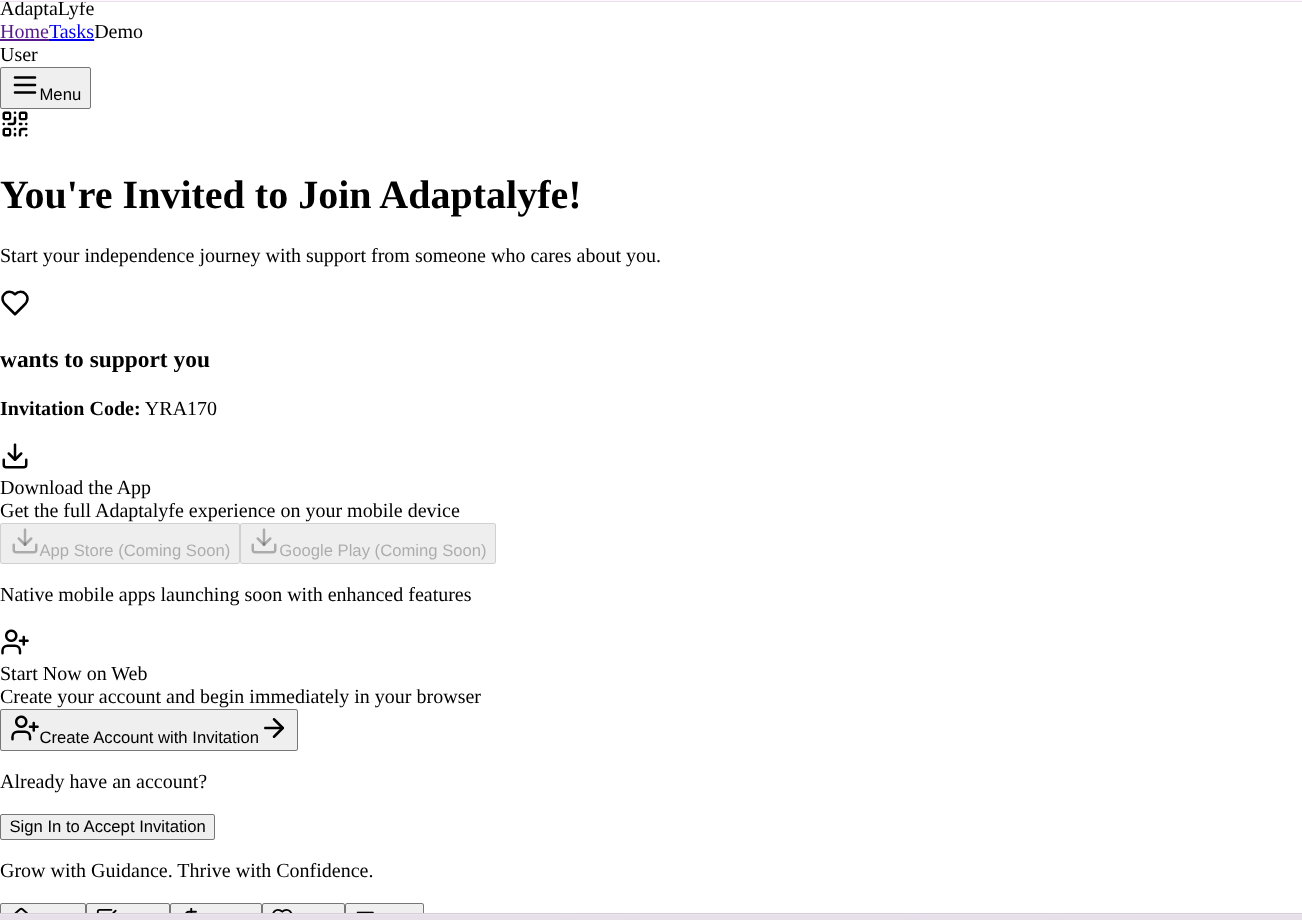 AdaptaLyfe
HomeTasksDemo
User
Menu
You're Invited to Join Adaptalyfe!
Start your independence journey with support from someone who cares about you.
wants to support you
Invitation Code: YRA170
Download the App
Get the full Adaptalyfe experience on your mobile device
App Store (Coming Soon) Google Play (Coming Soon)
Native mobile apps launching soon with enhanced features
Start Now on Web
Create your account and begin immediately in your browser
Create Account with Invitation
Already have an account?
Sign In to Accept Invitation
Grow with Guidance. Thrive with Confidence.